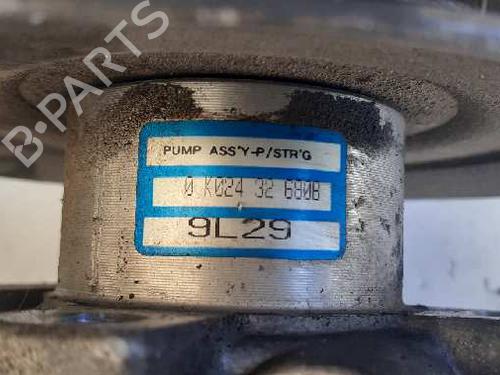 B-PARTS
PUMP ASS'Y-P/STR'G
0 K024 32 680B
9L29